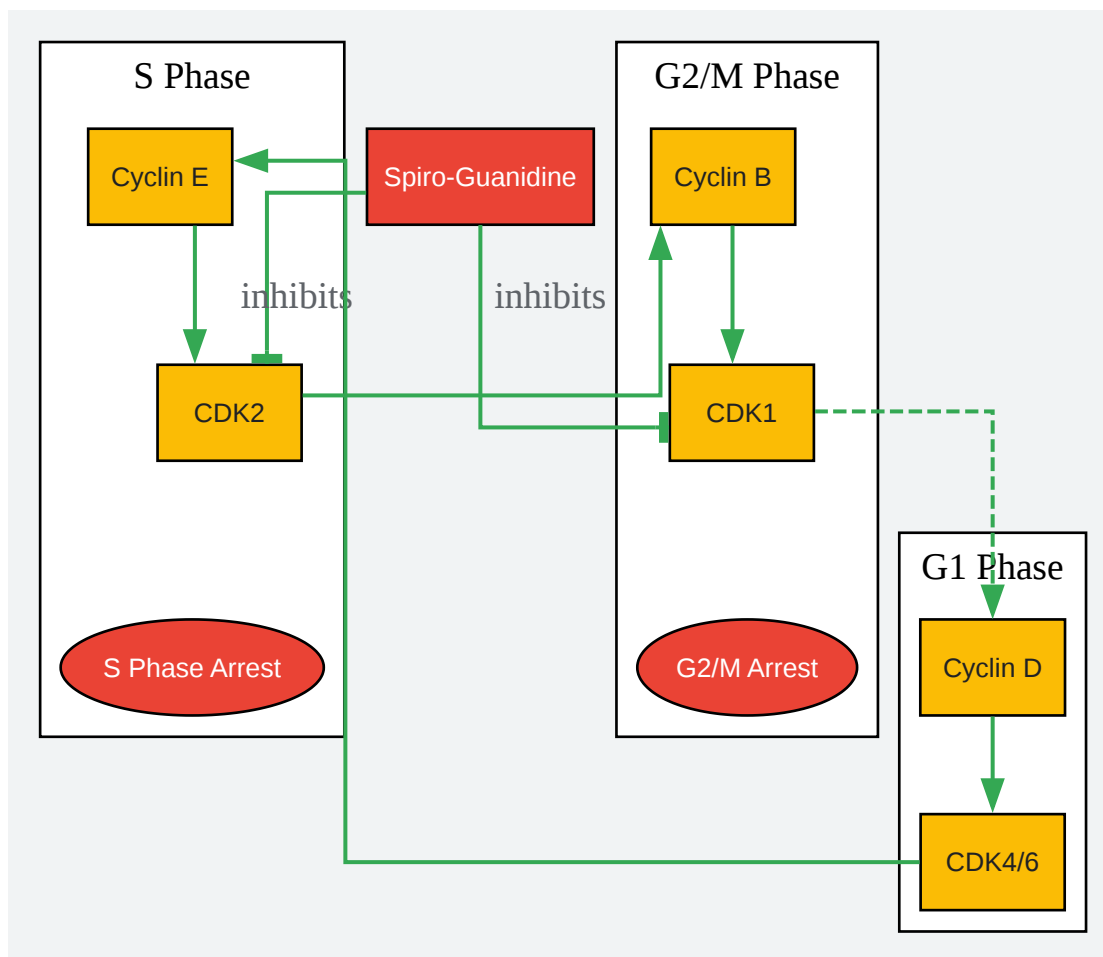 S Phase
G2/M Phase
Cyclin E
Spiro-Guanidine
Cyclin B
inhibits
inhibits
CDK2
CDK1
G1 Phase
S Phase Arrest
G2/M Arrest
Cyclin D
CDK4/6